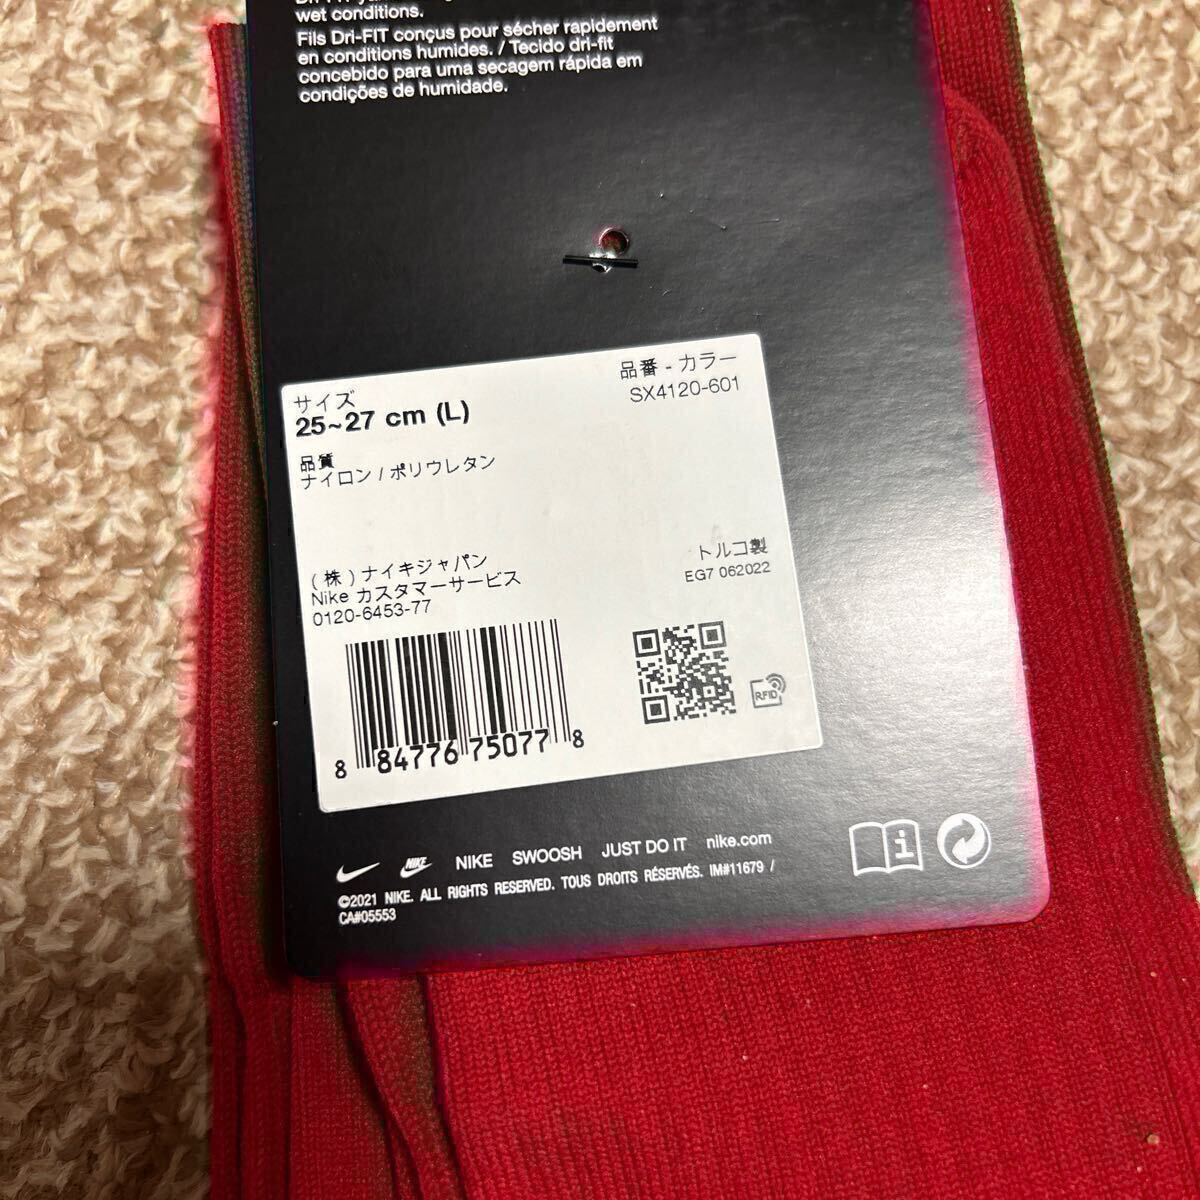 wet conditions.
Fils Dri-FIT conçus pour sécher rapidement
en conditions humides. / Tecido dri-fit
concebido para uma secagem rápida em
condições de humidade.
サイズ
25~27 cm (L)
品番 - カラー
SX4120-601
品質
ナイロン / ポリウレタン
(株)ナイキジャパン
Nike カスタマーサービス
0120-6453-77
トルコ製
EG7 062022
RFID
8 84776 75077 8
NIKE NIKE SWOOSH JUST DO IT nike.com
©2021 NIKE. ALL RIGHTS RESERVED. TOUS DROITS RÉSERVÉS. IM#11679 /
CA#05553